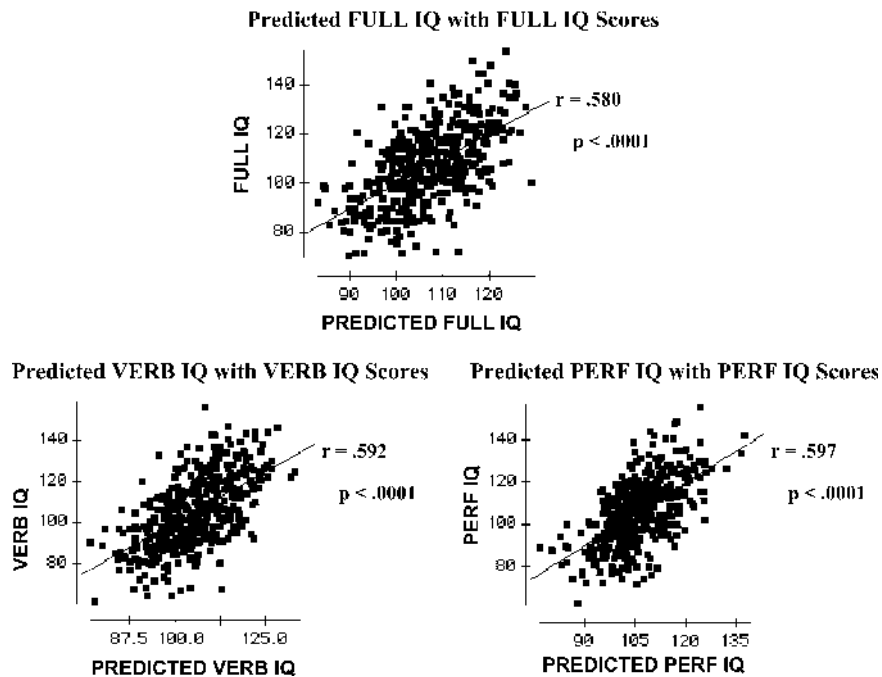 Predicted FULL IQ with FULL IQ Scores
140
120
100
80
FULL IQ
r = .580
p < .0001
90 100 110 120
PREDICTED FULL IQ
Predicted VERB IQ with VERB IQ Scores
140
120
100
80
VERB IQ
r = .592
p < .0001
87.5 100.0 125.0
PREDICTED VERB IQ
Predicted PERF IQ with PERF IQ Scores
140
120
100
80
PERF IQ
r = .597
p < .0001
90 105 120 135
PREDICTED PERF IQ